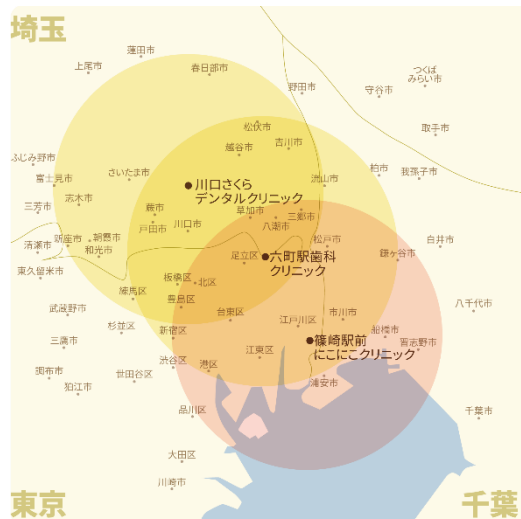 埼玉
蓮田市
上尾市
春日部市
つくば
みらい市
野田市
守谷市
松伏市
取手市
吉川市
越谷市
ふじみ野市
さいたま市
柏市
我孫子市
富士見市
流山市
川口さくら
デンタルクリニック
志木市
三芳市
蕨市
草加市
三郷市
戸田市
川口市
八潮市
新座市
朝霞市
松戸市
白井市
清瀬市
和光市
足立区
六町駅歯科
クリニック
鎌ヶ谷市
東久留米市
板橋区
北区
練馬区
豊島区
八千代市
武蔵野市
台東区
市川市
杉並区
新宿区
江戸川区
船橋市
三鷹市
篠崎駅前
にこにこクリニック
習志野市
江東区
渋谷区
港区
調布市
世田谷区
狛江市
浦安市
品川区
千葉市
大田区
川崎市
東京
千葉